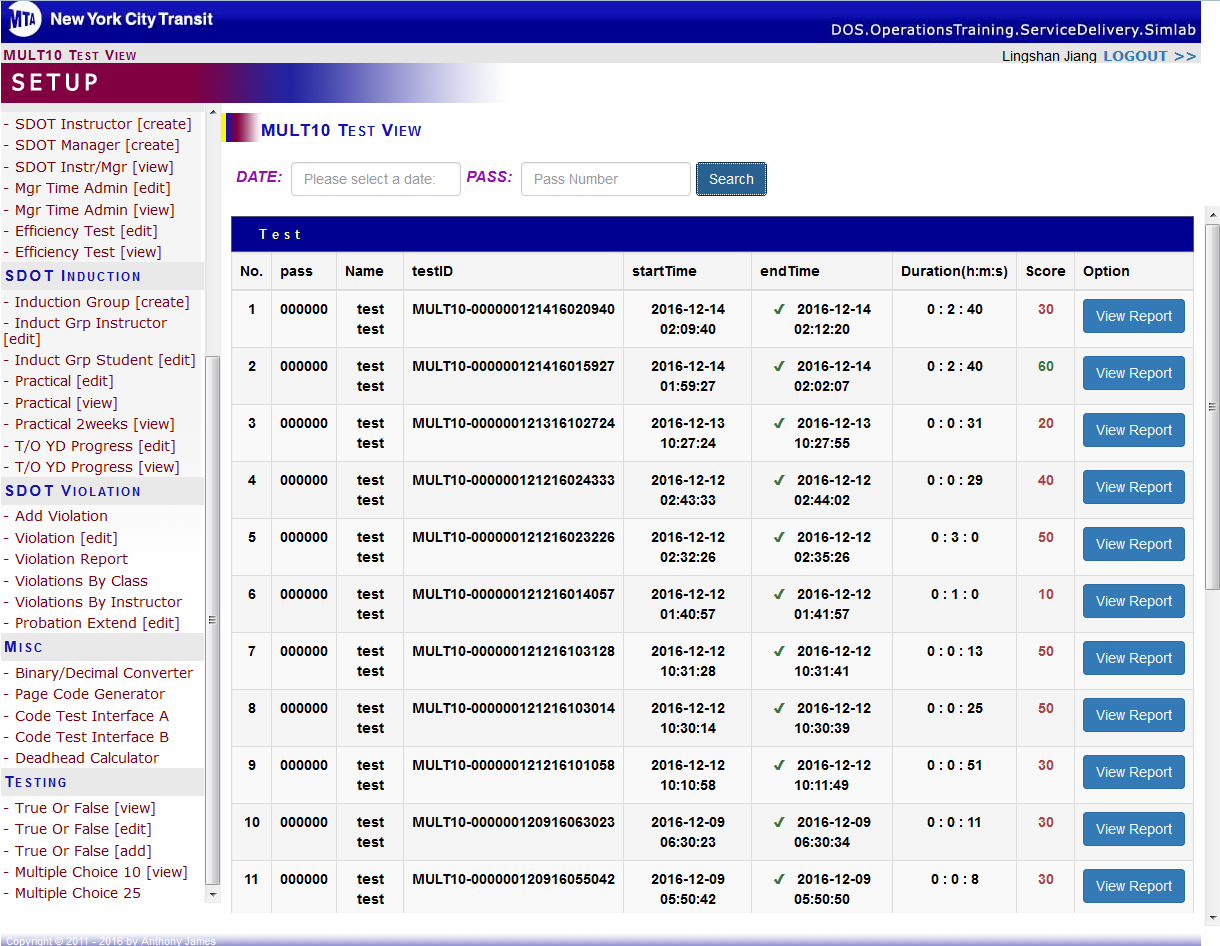 MTA New York City Transit
DOS.OperationsTraining.ServiceDelivery.Simlab
MULT10 Test View
Lingshan Jiang LOGOUT >>
SETUP
- SDOT Instructor [create]
- SDOT Manager [create]
- SDOT Instr/Mgr [view]
- Mgr Time Admin [edit]
- Mgr Time Admin [view]
- Efficiency Test [edit]
- Efficiency Test [view]
SDOT Induction
- Induction Group [create]
- Induct Grp Instructor
[edit]
- Induct Grp Student [edit]
- Practical [edit]
- Practical [view]
- Practical 2weeks [view]
- T/O YD Progress [edit]
- T/O YD Progress [view]
SDOT Violation
- Add Violation
- Violation [edit]
- Violation Report
- Violations By Class
- Violations By Instructor
- Probation Extend [edit]
Misc
- Binary/Decimal Converter
- Page Code Generator
- Code Test Interface A
- Code Test Interface B
- Deadhead Calculator
Testing
- True Or False [view]
- True Or False [edit]
- True Or False [add]
- Multiple Choice 10 [view]
- Multiple Choice 25
MULT10 Test View
DATE: Please select a date: PASS: Pass Number Search
Test
No. pass Name testID startTime endTime Duration(h:m:s) Score Option
1 000000 test MULT10-000000121416020940 2016-12-14 ✓ 2016-12-14 0 : 2 : 40 30 View Report
test 02:09:40 02:12:20
2 000000 test MULT10-000000121416015927 2016-12-14 ✓ 2016-12-14 0 : 2 : 40 60 View Report
test 01:59:27 02:02:07
3 000000 test MULT10-000000121316102724 2016-12-13 ✓ 2016-12-13 0 : 0 : 31 20 View Report
test 10:27:24 10:27:55
4 000000 test MULT10-000000121216024333 2016-12-12 ✓ 2016-12-12 0 : 0 : 29 40 View Report
test 02:43:33 02:44:02
5 000000 test MULT10-000000121216023226 2016-12-12 ✓ 2016-12-12 0 : 3 : 0 50 View Report
test 02:32:26 02:35:26
6 000000 test MULT10-000000121216014057 2016-12-12 ✓ 2016-12-12 0 : 1 : 0 10 View Report
test 01:40:57 01:41:57
7 000000 test MULT10-000000121216103128 2016-12-12 ✓ 2016-12-12 0 : 0 : 13 50 View Report
test 10:31:28 10:31:41
8 000000 test MULT10-000000121216103014 2016-12-12 ✓ 2016-12-12 0 : 0 : 25 50 View Report
test 10:30:14 10:30:39
9 000000 test MULT10-000000121216101058 2016-12-12 ✓ 2016-12-12 0 : 0 : 51 30 View Report
test 10:10:58 10:11:49
10 000000 test MULT10-000000120916063023 2016-12-09 ✓ 2016-12-09 0 : 0 : 11 30 View Report
test 06:30:23 06:30:34
11 000000 test MULT10-000000120916055042 2016-12-09 ✓ 2016-12-09 0 : 0 : 8 30 View Report
test 05:50:42 05:50:50
Copyright © 2011 - 2016 by Anthony James